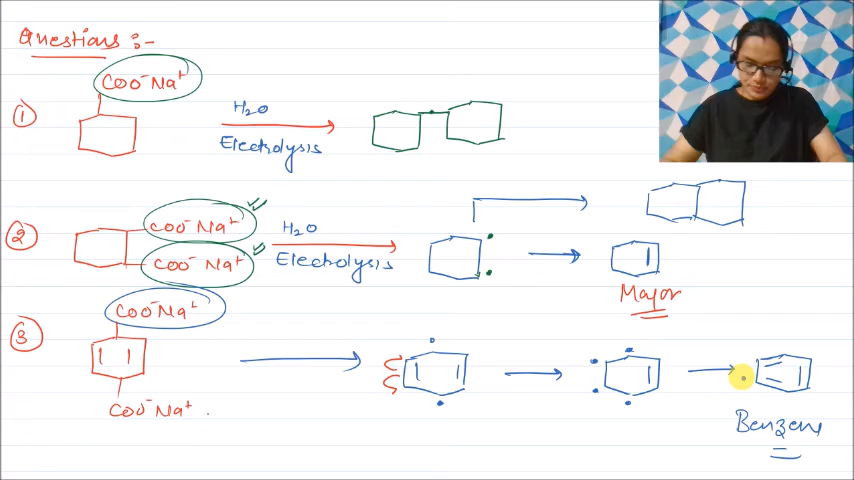 Questions :-
COO⁻Na⁺
① H₂O
Electrolysis
② COO⁻Na⁺ H₂O
COO⁻Na⁺ Electrolysis
Major
③ COO⁻Na⁺
COO⁻Na⁺
Benzene